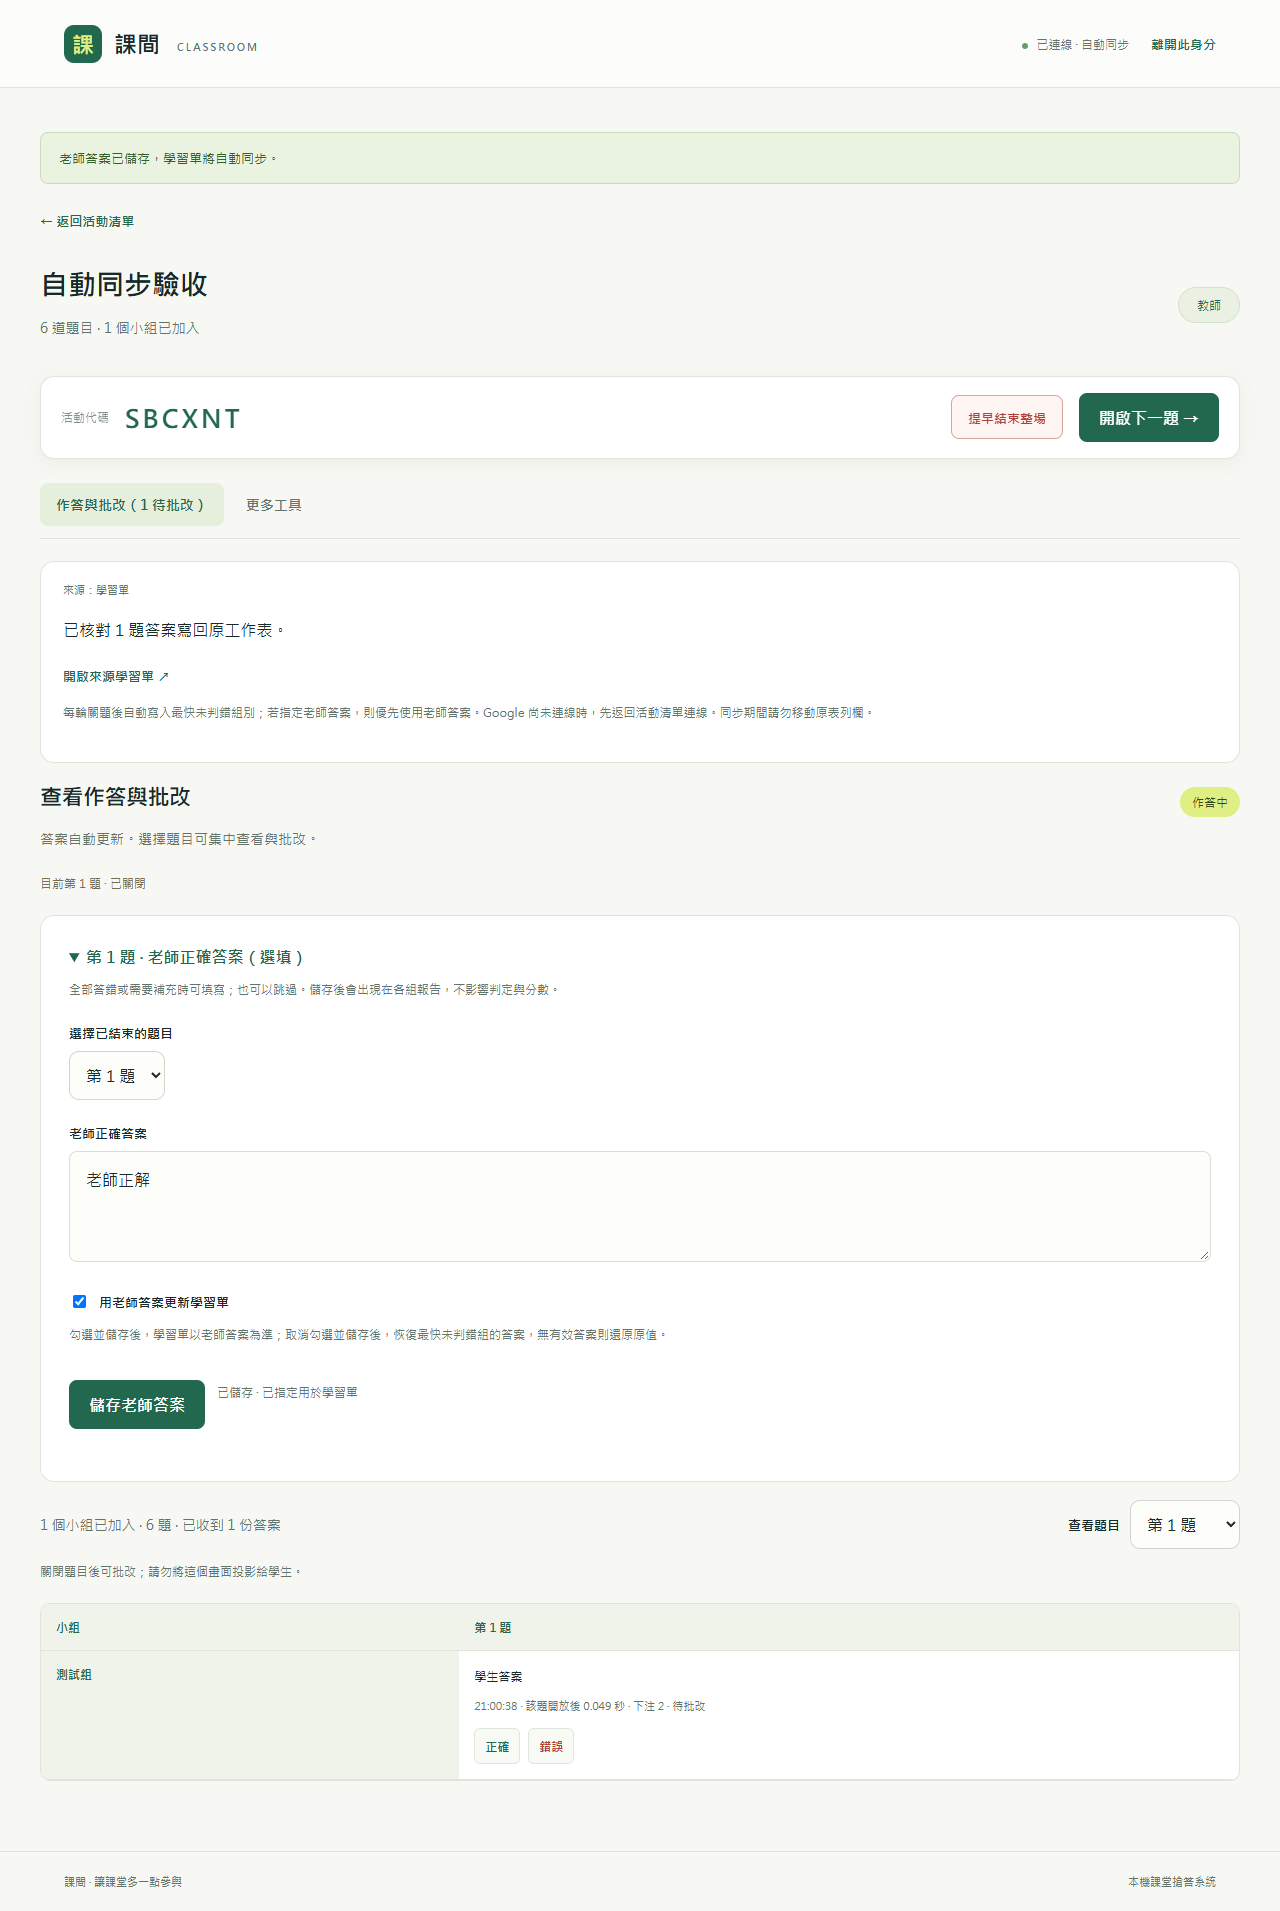 課 課間 CLASSROOM
已連線 · 自動同步 離開此身分
老師答案已儲存，學習單將自動同步。
← 返回活動清單
自動同步驗收
6 道題目 · 1 個小組已加入
教師
活動代碼 SBCXNT 提早結束整場 開啟下一題 →
作答與批改（1 待批改） 更多工具
來源：學習單
已核對 1 題答案寫回原工作表。
開啟來源學習單 ↗
每輪關題後自動寫入最快未判錯組別；若指定老師答案，則優先使用老師答案。Google 尚未連線時，先返回活動清單連線。同步期間請勿移動原表列欄。
查看作答與批改
作答中
答案自動更新。選擇題目可集中查看與批改。
目前第 1 題 · 已關閉
▼ 第 1 題 · 老師正確答案（選填）
全部答錯或需要補充時可填寫；也可以跳過。儲存後會出現在各組報告，不影響判定與分數。
選擇已結束的題目
第 1 題
老師正確答案
老師正解
用老師答案更新學習單
勾選並儲存後，學習單以老師答案為準；取消勾選並儲存後，恢復最快未判錯組的答案，無有效答案則還原原值。
儲存老師答案 已儲存 · 已指定用於學習單
1 個小組已加入 · 6 題 · 已收到 1 份答案
查看題目 第 1 題
關閉題目後可批改；請勿將這個畫面投影給學生。
小組 第 1 題
測試組 學生答案
21:00:38 · 該題開放後 0.049 秒 · 下注 2 · 待批改
正確 錯誤
課間 · 讓課堂多一點參與
本機課堂搶答系統